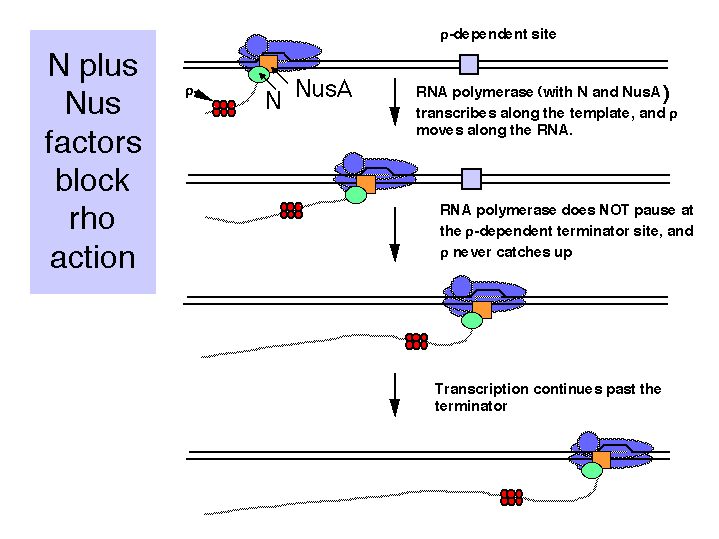 N plus
Nus
factors
block
rho
action
ρ-dependent site
ρ
N
NusA
RNA polymerase (with N and NusA)
transcribes along the template, and ρ
moves along the RNA.
RNA polymerase does NOT pause at
the ρ-dependent terminator site, and
ρ never catches up
Transcription continues past the
terminator